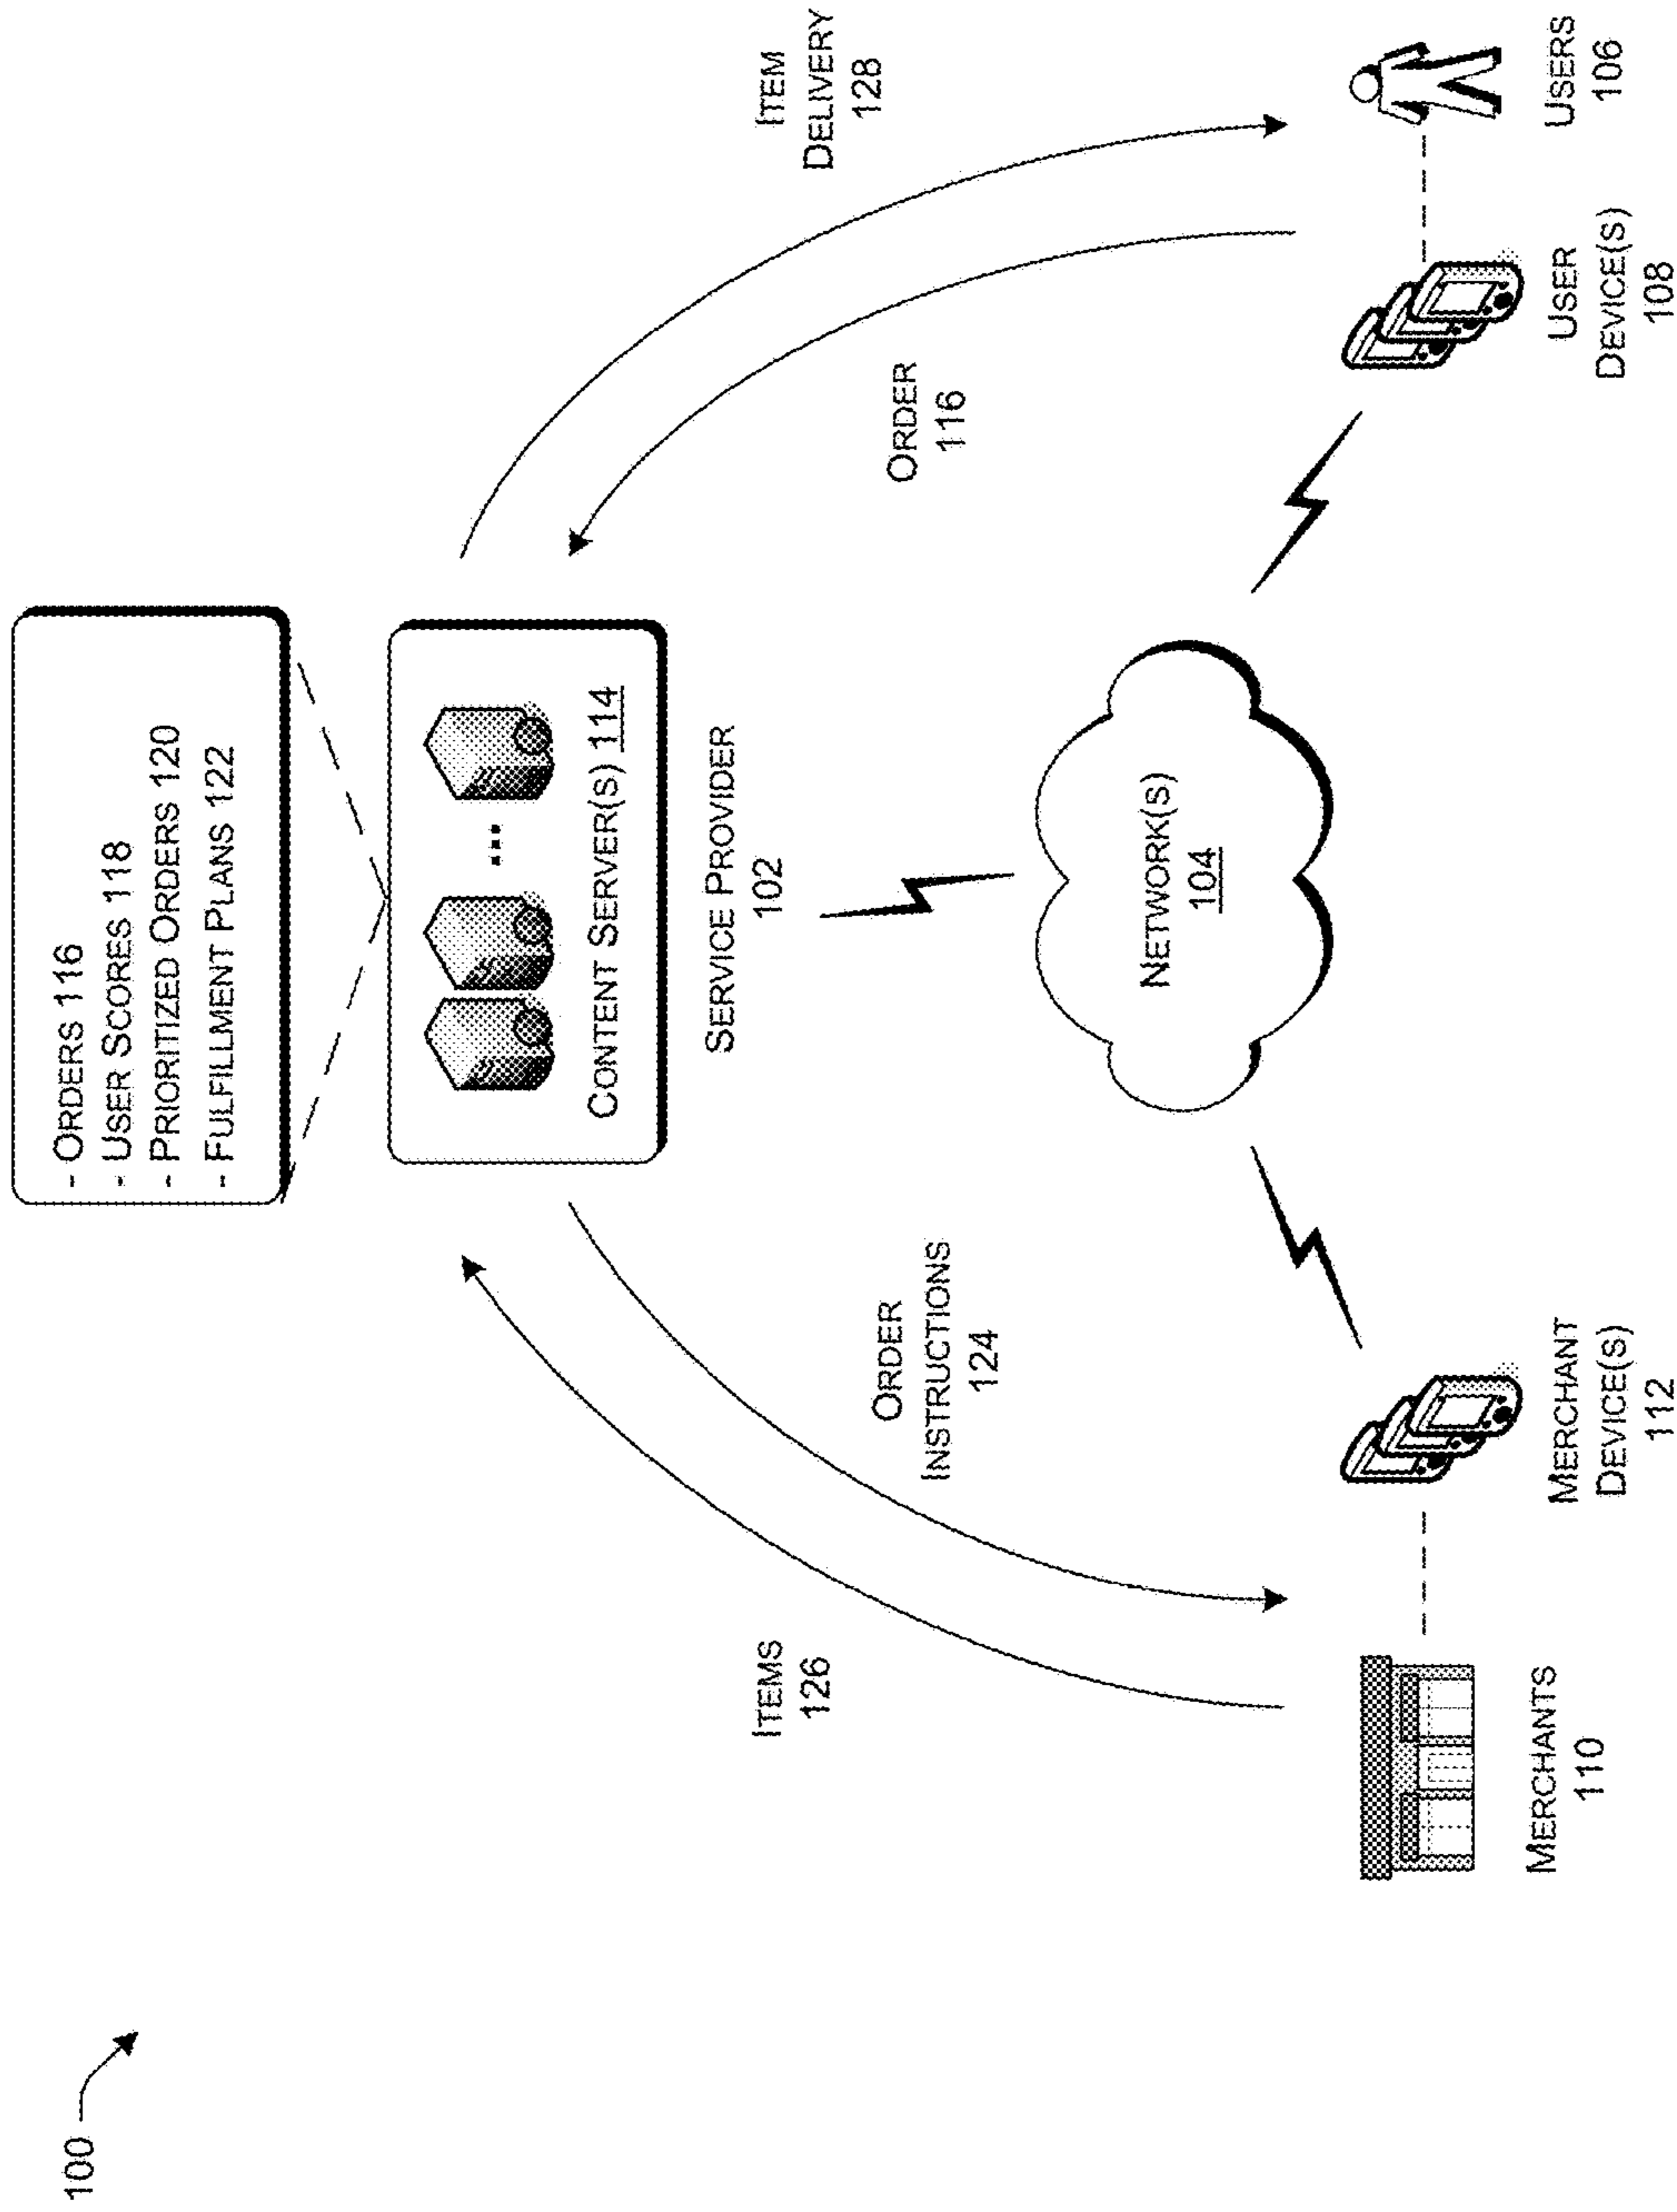 100
- ORDERS 116
- USER SCORES 118
- PRIORITIZED ORDERS 120
- FULFILLMENT PLANS 122
CONTENT SERVER(S) 114
SERVICE PROVIDER
102
ITEMS
126
ORDER
INSTRUCTIONS
124
ORDER
116
ITEM
DELIVERY
128
NETWORK(S)
104
MERCHANTS
110
MERCHANT
DEVICE(S)
112
USER
DEVICE(S)
108
USERS
106